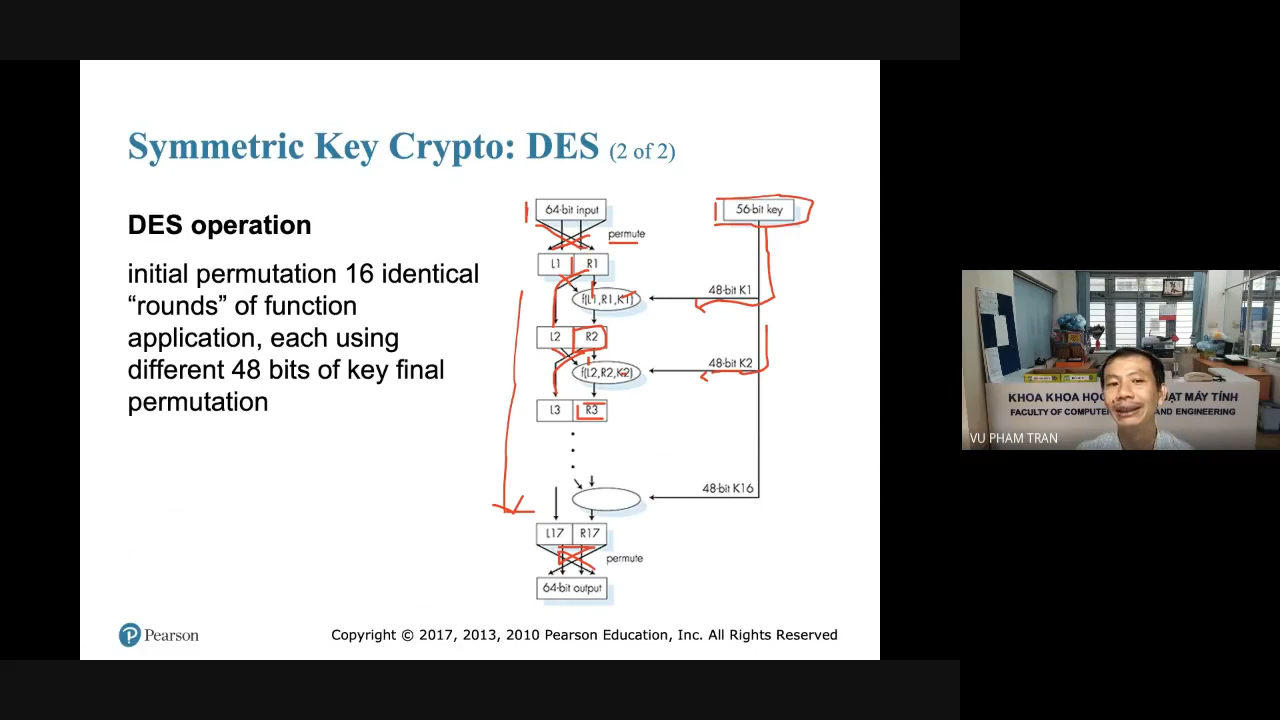 Symmetric Key Crypto: DES (2 of 2)
DES operation
initial permutation 16 identical
“rounds” of function
application, each using
different 48 bits of key final
permutation
64-bit input
56-bit key
permute
L1 R1
48-bit K1
f(L1,R1,K1)
L2 R2
48-bit K2
f(L2,R2,K2)
L3 R3
48-bit K16
L17 R17
permute
64-bit output
Pearson
Copyright © 2017, 2013, 2010 Pearson Education, Inc. All Rights Reserved
KHOA KHOA HỌC MÁY TÍNH
FACULTY OF COMPUTER AND ENGINEERING
VU PHAM TRAN